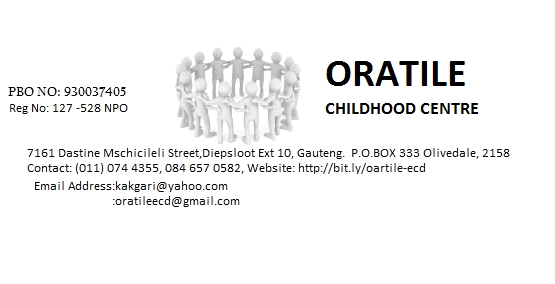 ORATILE
PBO NO: 930037405
Reg No: 127 -528 NPO
CHILDHOOD CENTRE
7161 Dastine Mschicileli Street,Diepsloot Ext 10, Gauteng.  P.O.BOX 333 Olivedale, 2158
Contact: (011) 074 4355, 084 657 0582, Website: http://bit.ly/oartile-ecd
Email Address:kakgari@yahoo.com
:oratileecd@gmail.com